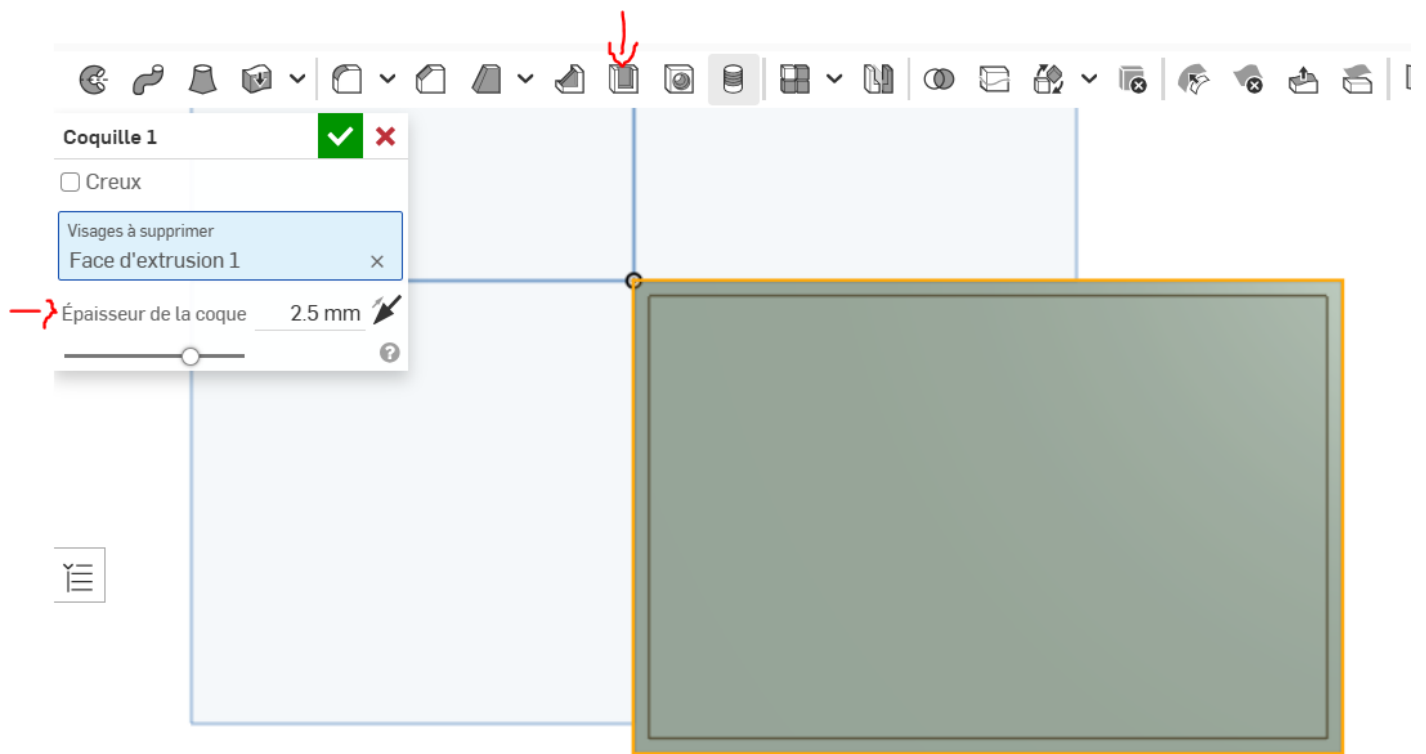 Coquille 1
Creux
Visages à supprimer
Face d'extrusion 1
Épaisseur de la coque 2.5 mm